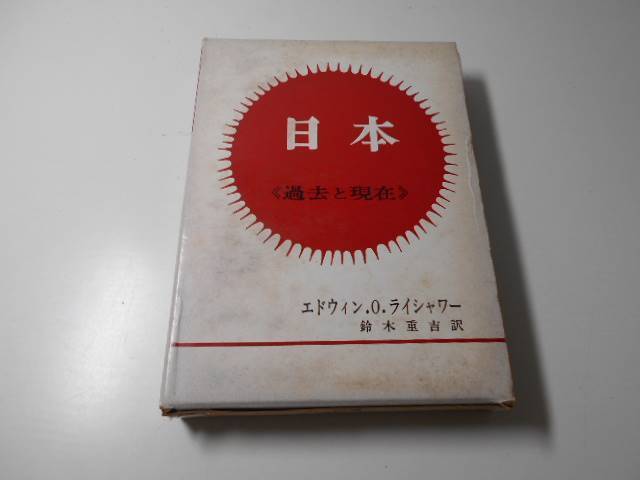 日本
《過去と現在》
エドウィン.O.ライシャワー
鈴木重吉訳